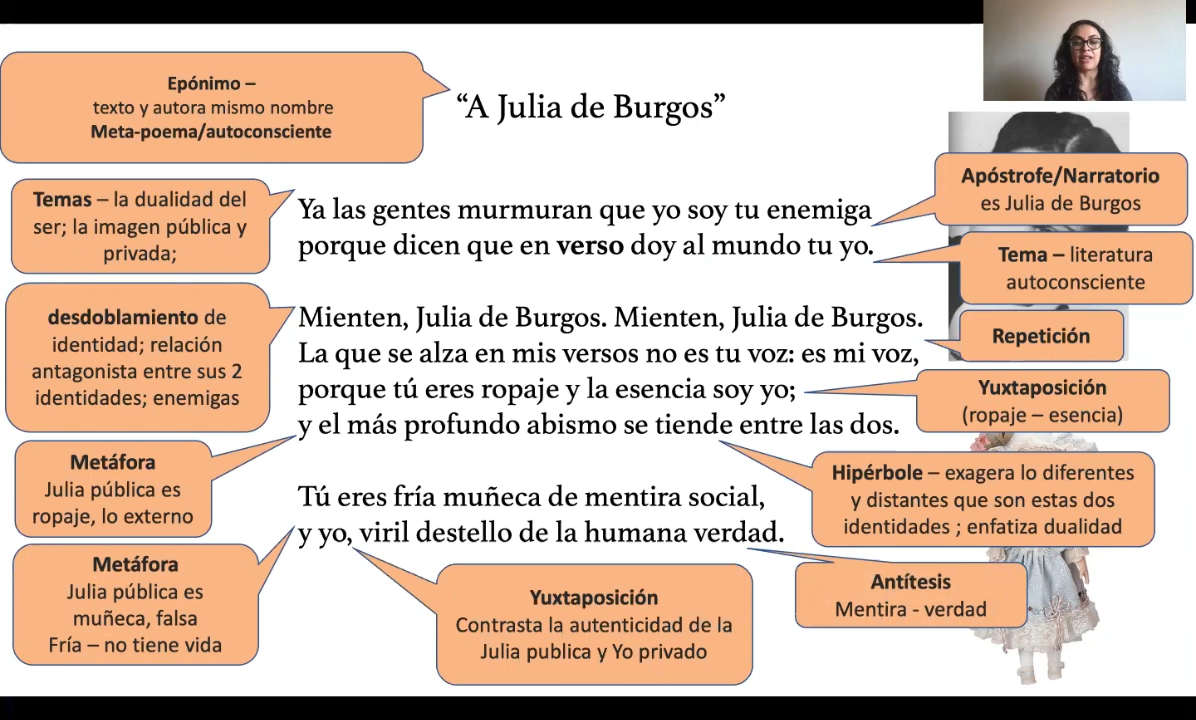 Epónimo –
texto y autora mismo nombre
Meta-poema/autoconsciente
“A Julia de Burgos”
Temas – la dualidad del
ser; la imagen pública y
privada;
Ya las gentes murmuran que yo soy tu enemiga
porque dicen que en verso doy al mundo tu yo.
Apóstrofe/Narratorio
es Julia de Burgos
Tema – literatura
autoconsciente
desdoblamiento de
identidad; relación
antagonista entre sus 2
identidades; enemigas
Mienten, Julia de Burgos. Mienten, Julia de Burgos.
La que se alza en mis versos no es tu voz: es mi voz,
porque tú eres ropaje y la esencia soy yo;
y el más profundo abismo se tiende entre las dos.
Repetición
Yuxtaposición
(ropaje – esencia)
Metáfora
Julia pública es
ropaje, lo externo
Hipérbole – exagera lo diferentes
y distantes que son estas dos
identidades ; enfatiza dualidad
Tú eres fría muñeca de mentira social,
y yo, viril destello de la humana verdad.
Metáfora
Julia pública es
muñeca, falsa
Fría – no tiene vida
Yuxtaposición
Contrasta la autenticidad de la
Julia publica y Yo privado
Antítesis
Mentira - verdad